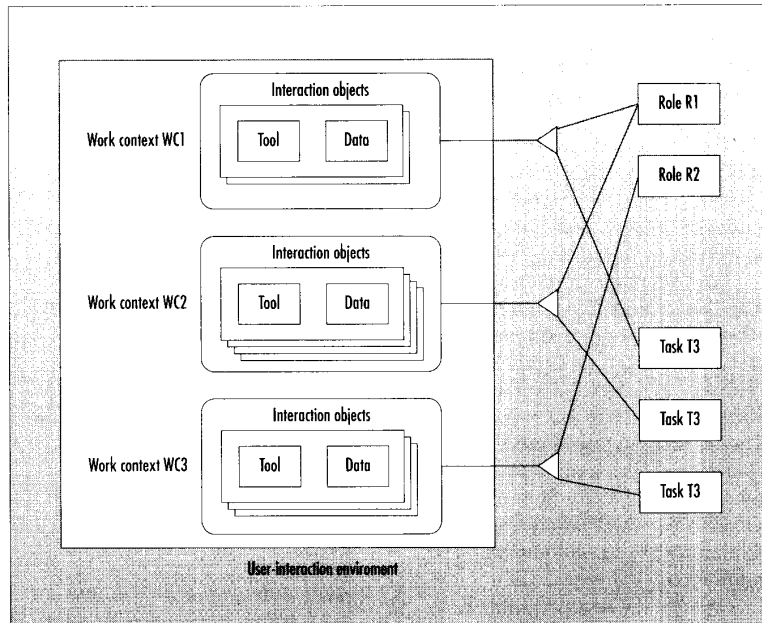 Interaction objects
Work context WC1
Tool
Data
Role R1
Role R2
Interaction objects
Work context WC2
Tool
Data
Task T3
Interaction objects
Task T3
Work context WC3
Tool
Data
Task T3
User-interaction enviroment